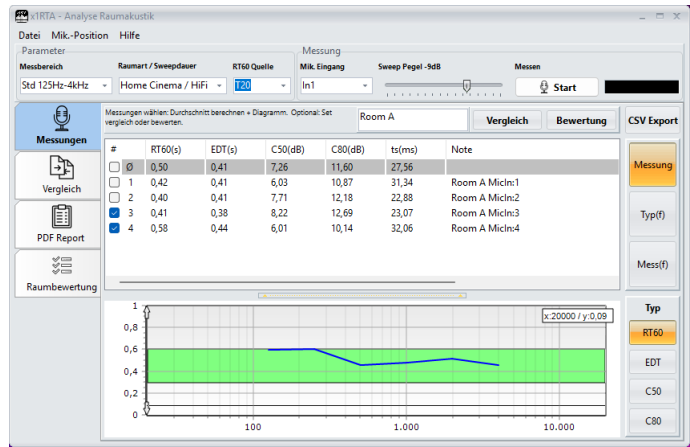 x1RTA - Analyse Raumakustik
Datei Mik.-Position Hilfe
Parameter
Messung
Messbereich
Raumart / Sweepdauer
RT60 Quelle
Mik. Eingang
Sweep Pegel -9dB
Messen
Std 125Hz-4kHz
Home Cinema / HiFi
T20
In1
Start
Messungen
Vergleich
PDF Report
Raumbewertung
Messungen wählen: Durchschnitt berechnen + Diagramm. Optional: Set
vergleich oder bewerten.
Room A
Vergleich
Bewertung
CSV Export
# RT60(s) EDT(s) C50(dB) C80(dB) ts(ms) Note
Ø 0,50 0,41 7,26 11,60 27,56
1 0,42 0,41 6,03 10,87 31,34 Room A MicIn:1
2 0,40 0,41 7,71 12,18 22,88 Room A MicIn:2
3 0,41 0,38 8,22 12,69 23,07 Room A MicIn:3
4 0,58 0,44 6,01 10,14 32,06 Room A MicIn:4
Messung
Typ(f)
Mess(f)
1
0,8
0,6
0,4
0,2
0
x:20000 / y:0,09
100 1.000 10.000
Typ
RT60
EDT
C50
C80